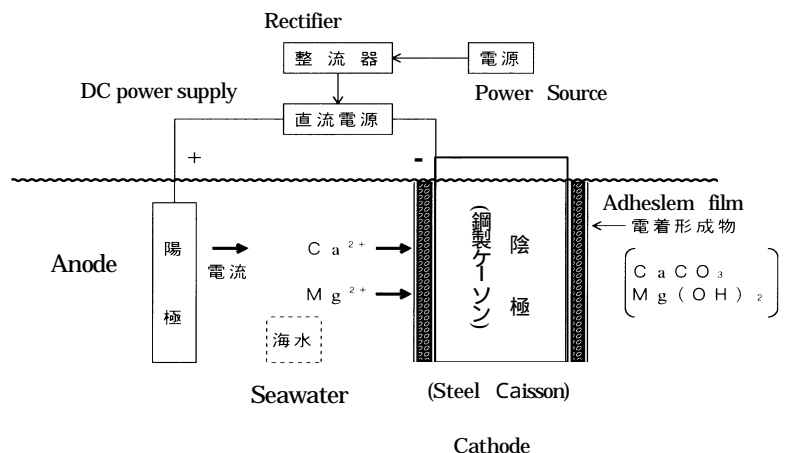 Rectifier
整流器
電源
DC power supply
Power Source
直流電源
+
-
Adheslem film
電着形成物
Anode
陽極
電流
Ca²⁺
Mg²⁺
(鋼製ケーソン)
陰極
CaCO₃
Mg(OH)₂
海水
Seawater
(Steel Caisson)
Cathode